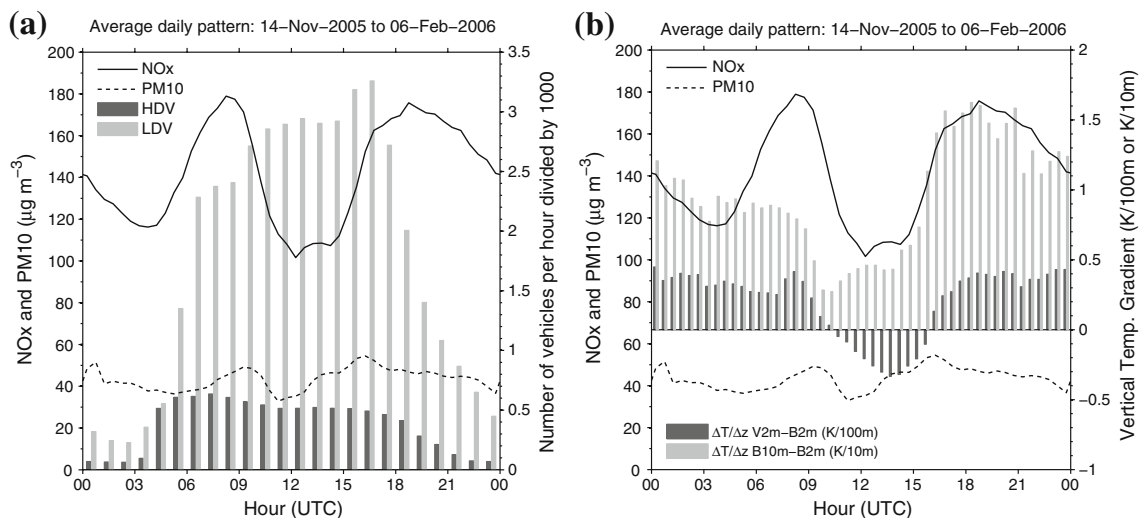 (a)
Average daily pattern: 14−Nov−2005 to 06−Feb−2006
NOx
PM10
HDV
LDV
200
180
160
140
120
100
80
60
40
20
0
NOx and PM10 (μg m−3)
3.5
3
2.5
2
1.5
1
0.5
0
Number of vehicles per hour divided by 1000
00 03 06 09 12 15 18 21 00
Hour (UTC)
(b)
Average daily pattern: 14−Nov−2005 to 06−Feb−2006
NOx
PM10
200
180
160
140
120
100
80
60
40
20
0
NOx and PM10 (μg m−3)
2
1.5
1
0.5
0
−0.5
−1
Vertical Temp. Gradient (K/100m or K/10m)
ΔT/Δz V2m−B2m (K/100m)
ΔT/Δz B10m−B2m (K/10m)
00 03 06 09 12 15 18 21 00
Hour (UTC)